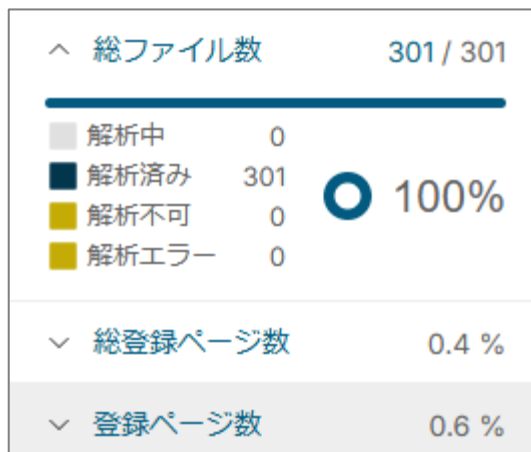 総ファイル数 301 / 301
解析中 0
解析済み 301
解析不可 0
解析エラー 0
100%
総登録ページ数 0.4 %
登録ページ数 0.6 %